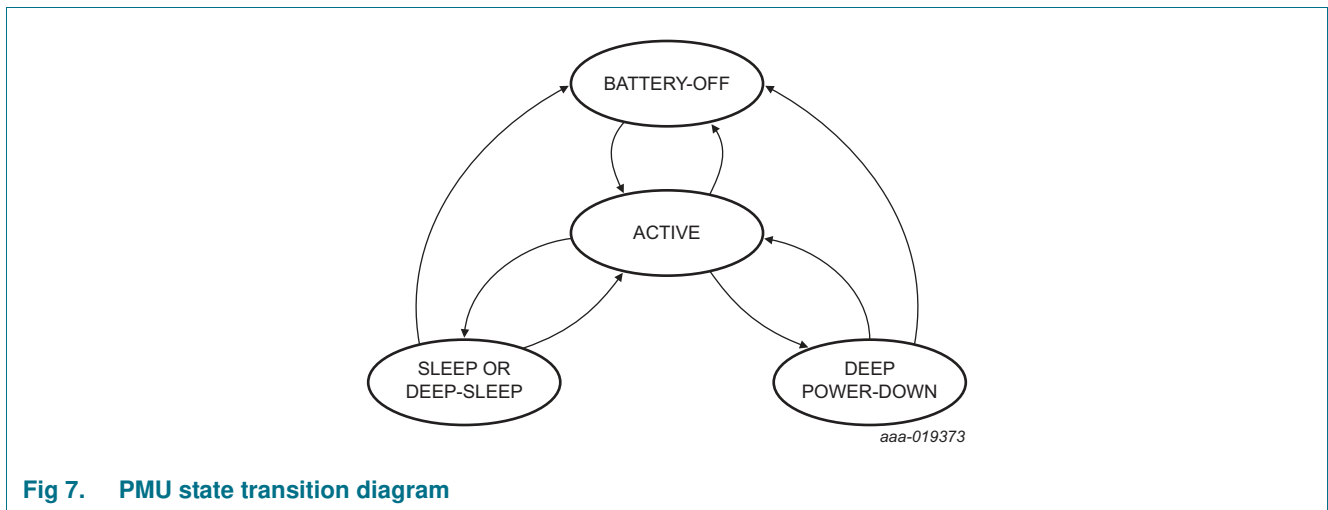 BATTERY-OFF
ACTIVE
SLEEP OR
DEEP-SLEEP
DEEP
POWER-DOWN
aaa-019373
Fig 7. PMU state transition diagram